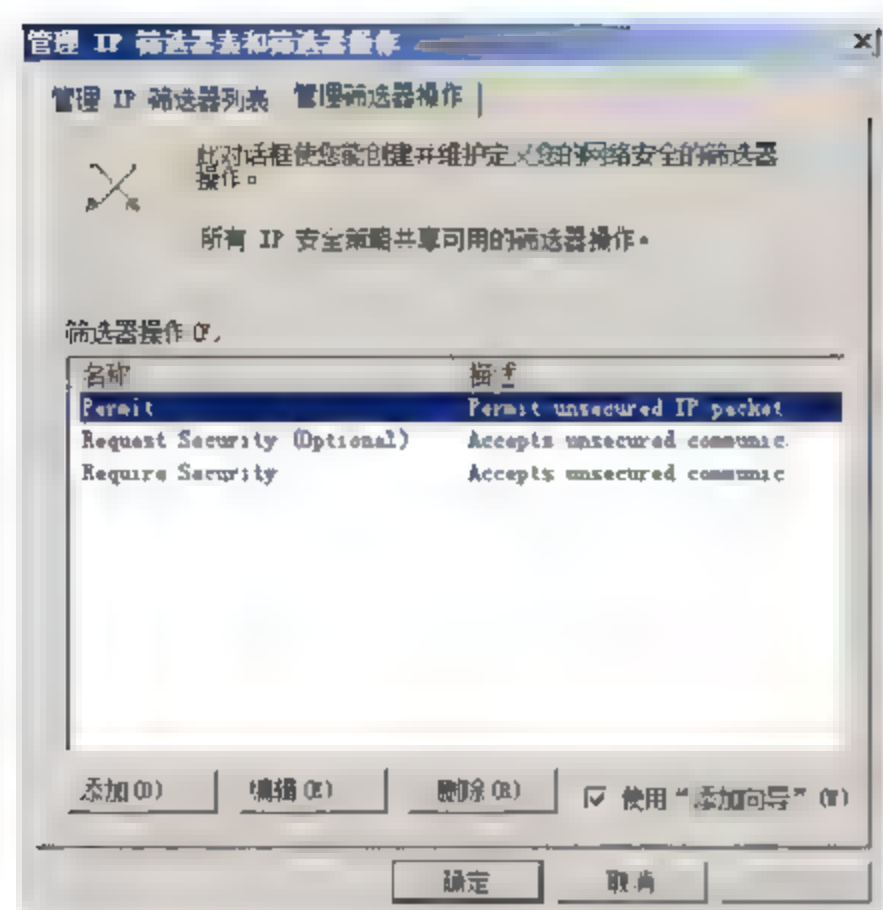 管理 IP 筛选器表和筛选器操作
管理 IP 筛选器列表 管理筛选器操作
此对话框使您能创建并维护定义您的网络安全的筛选器
操作。
所有 IP 安全策略共享可用的筛选器操作。
筛选器操作(F),
名称 描述
Permit Permit unsecured IP packet
Request Security (Optional) Accepts unsecured communic
Require Security Accepts unsecured communic
添加(D) 编辑(E) 删除(R) 使用“添加向导”(W)
确定 取消